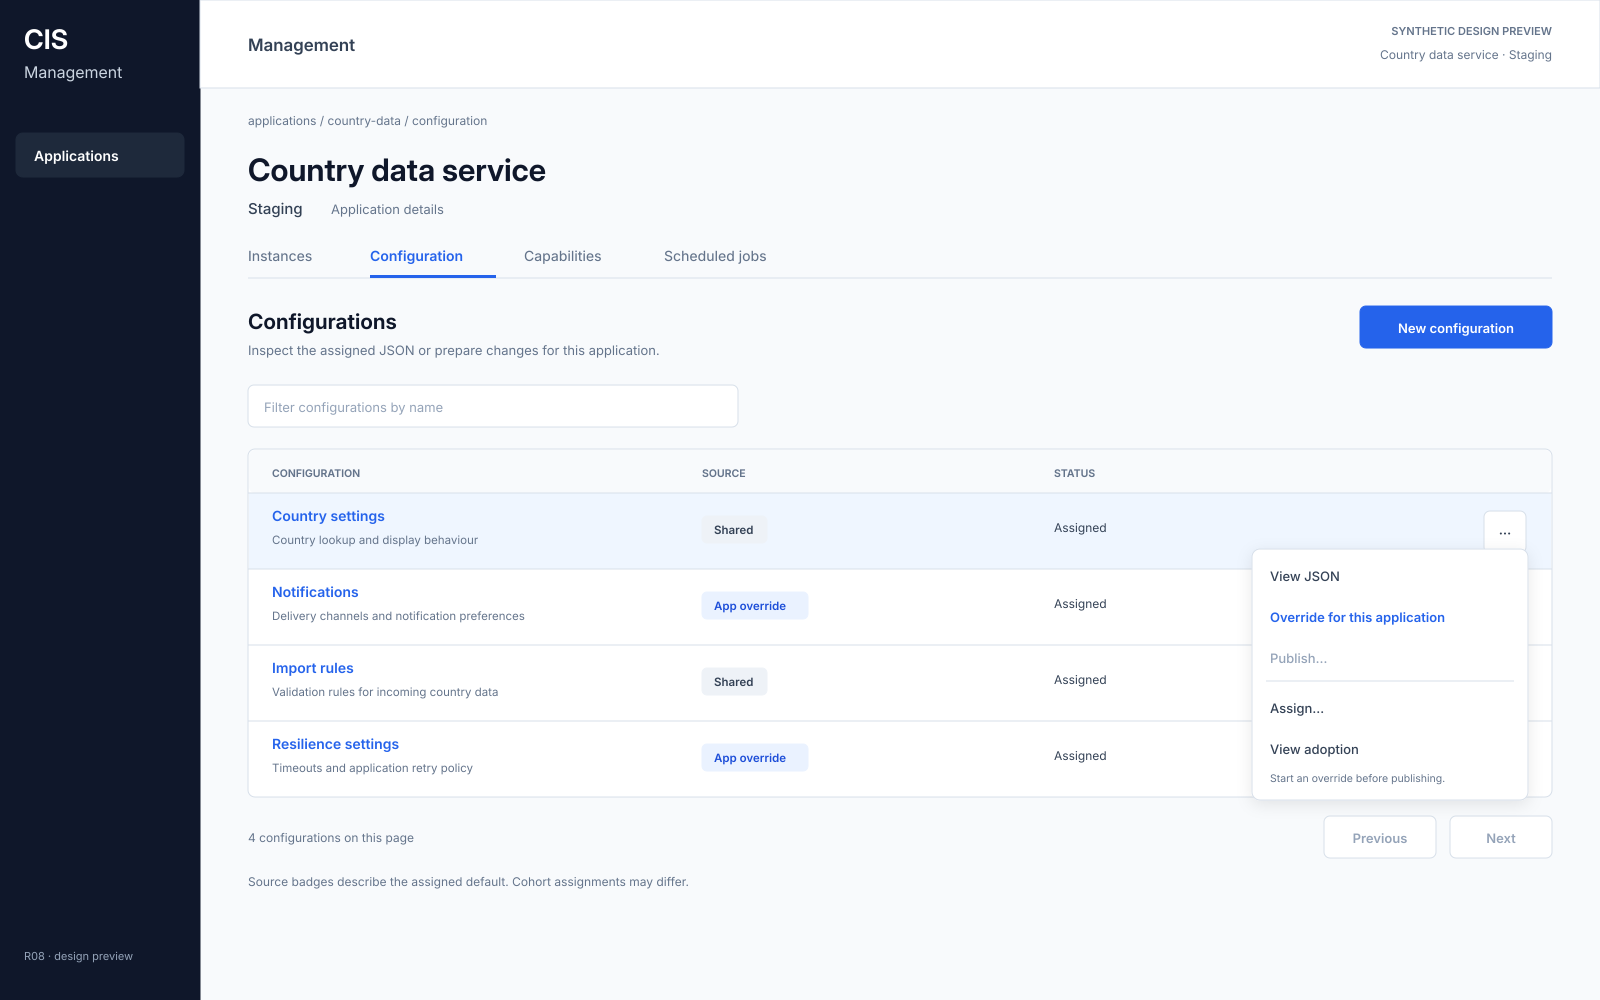 CIS
Management
Applications
R08 · design preview
Management
SYNTHETIC DESIGN PREVIEW
Country data service · Staging
applications / country-data / configuration
Country data service
Staging Application details
Instances Configuration Capabilities Scheduled jobs
Configurations
New configuration
Inspect the assigned JSON or prepare changes for this application.
Filter configurations by name
CONFIGURATION SOURCE STATUS
Country settings
Country lookup and display behaviour
Shared
Assigned
...
Notifications
Delivery channels and notification preferences
App override
Assigned
Import rules
Validation rules for incoming country data
Shared
Assigned
Resilience settings
Timeouts and application retry policy
App override
Assigned
View JSON
Override for this application
Publish...
Assign...
View adoption
Start an override before publishing.
4 configurations on this page
Previous Next
Source badges describe the assigned default. Cohort assignments may differ.